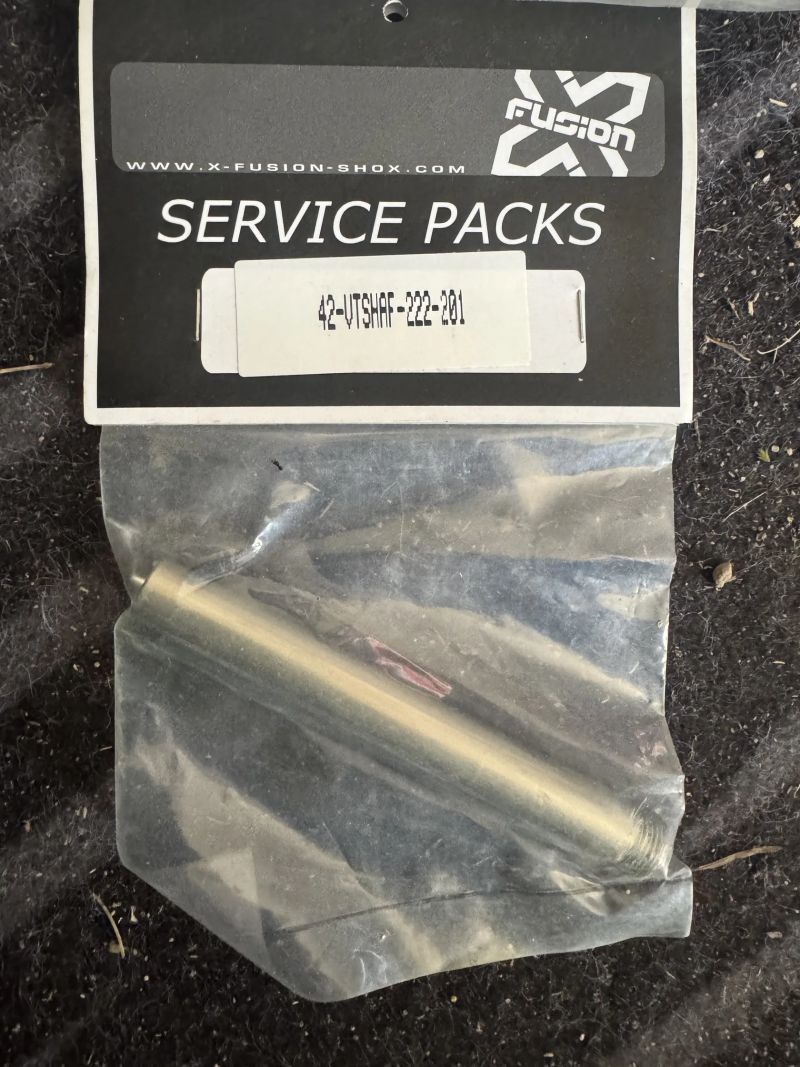 X
FUSION
WWW.X-FUSION-SHOX.COM
SERVICE PACKS
42-VTSHAF-222-201